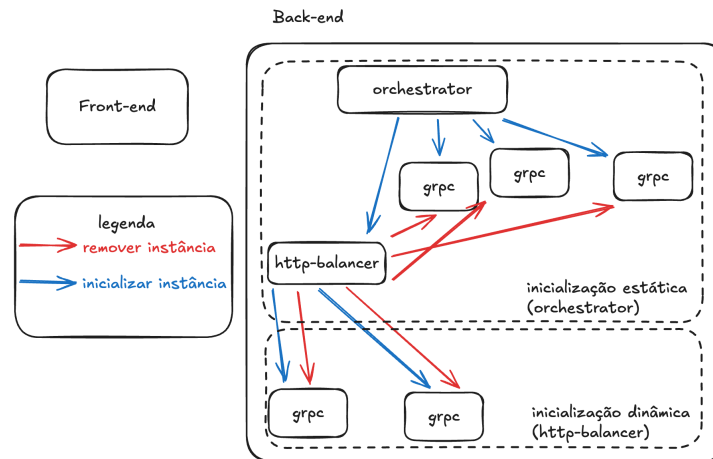 Back-end
Front-end
orchestrator
grpc
grpc
grpc
legenda
remover instância
inicializar instância
http-balancer
inicialização estática
(orchestrator)
grpc
grpc
inicialização dinâmica
(http-balancer)